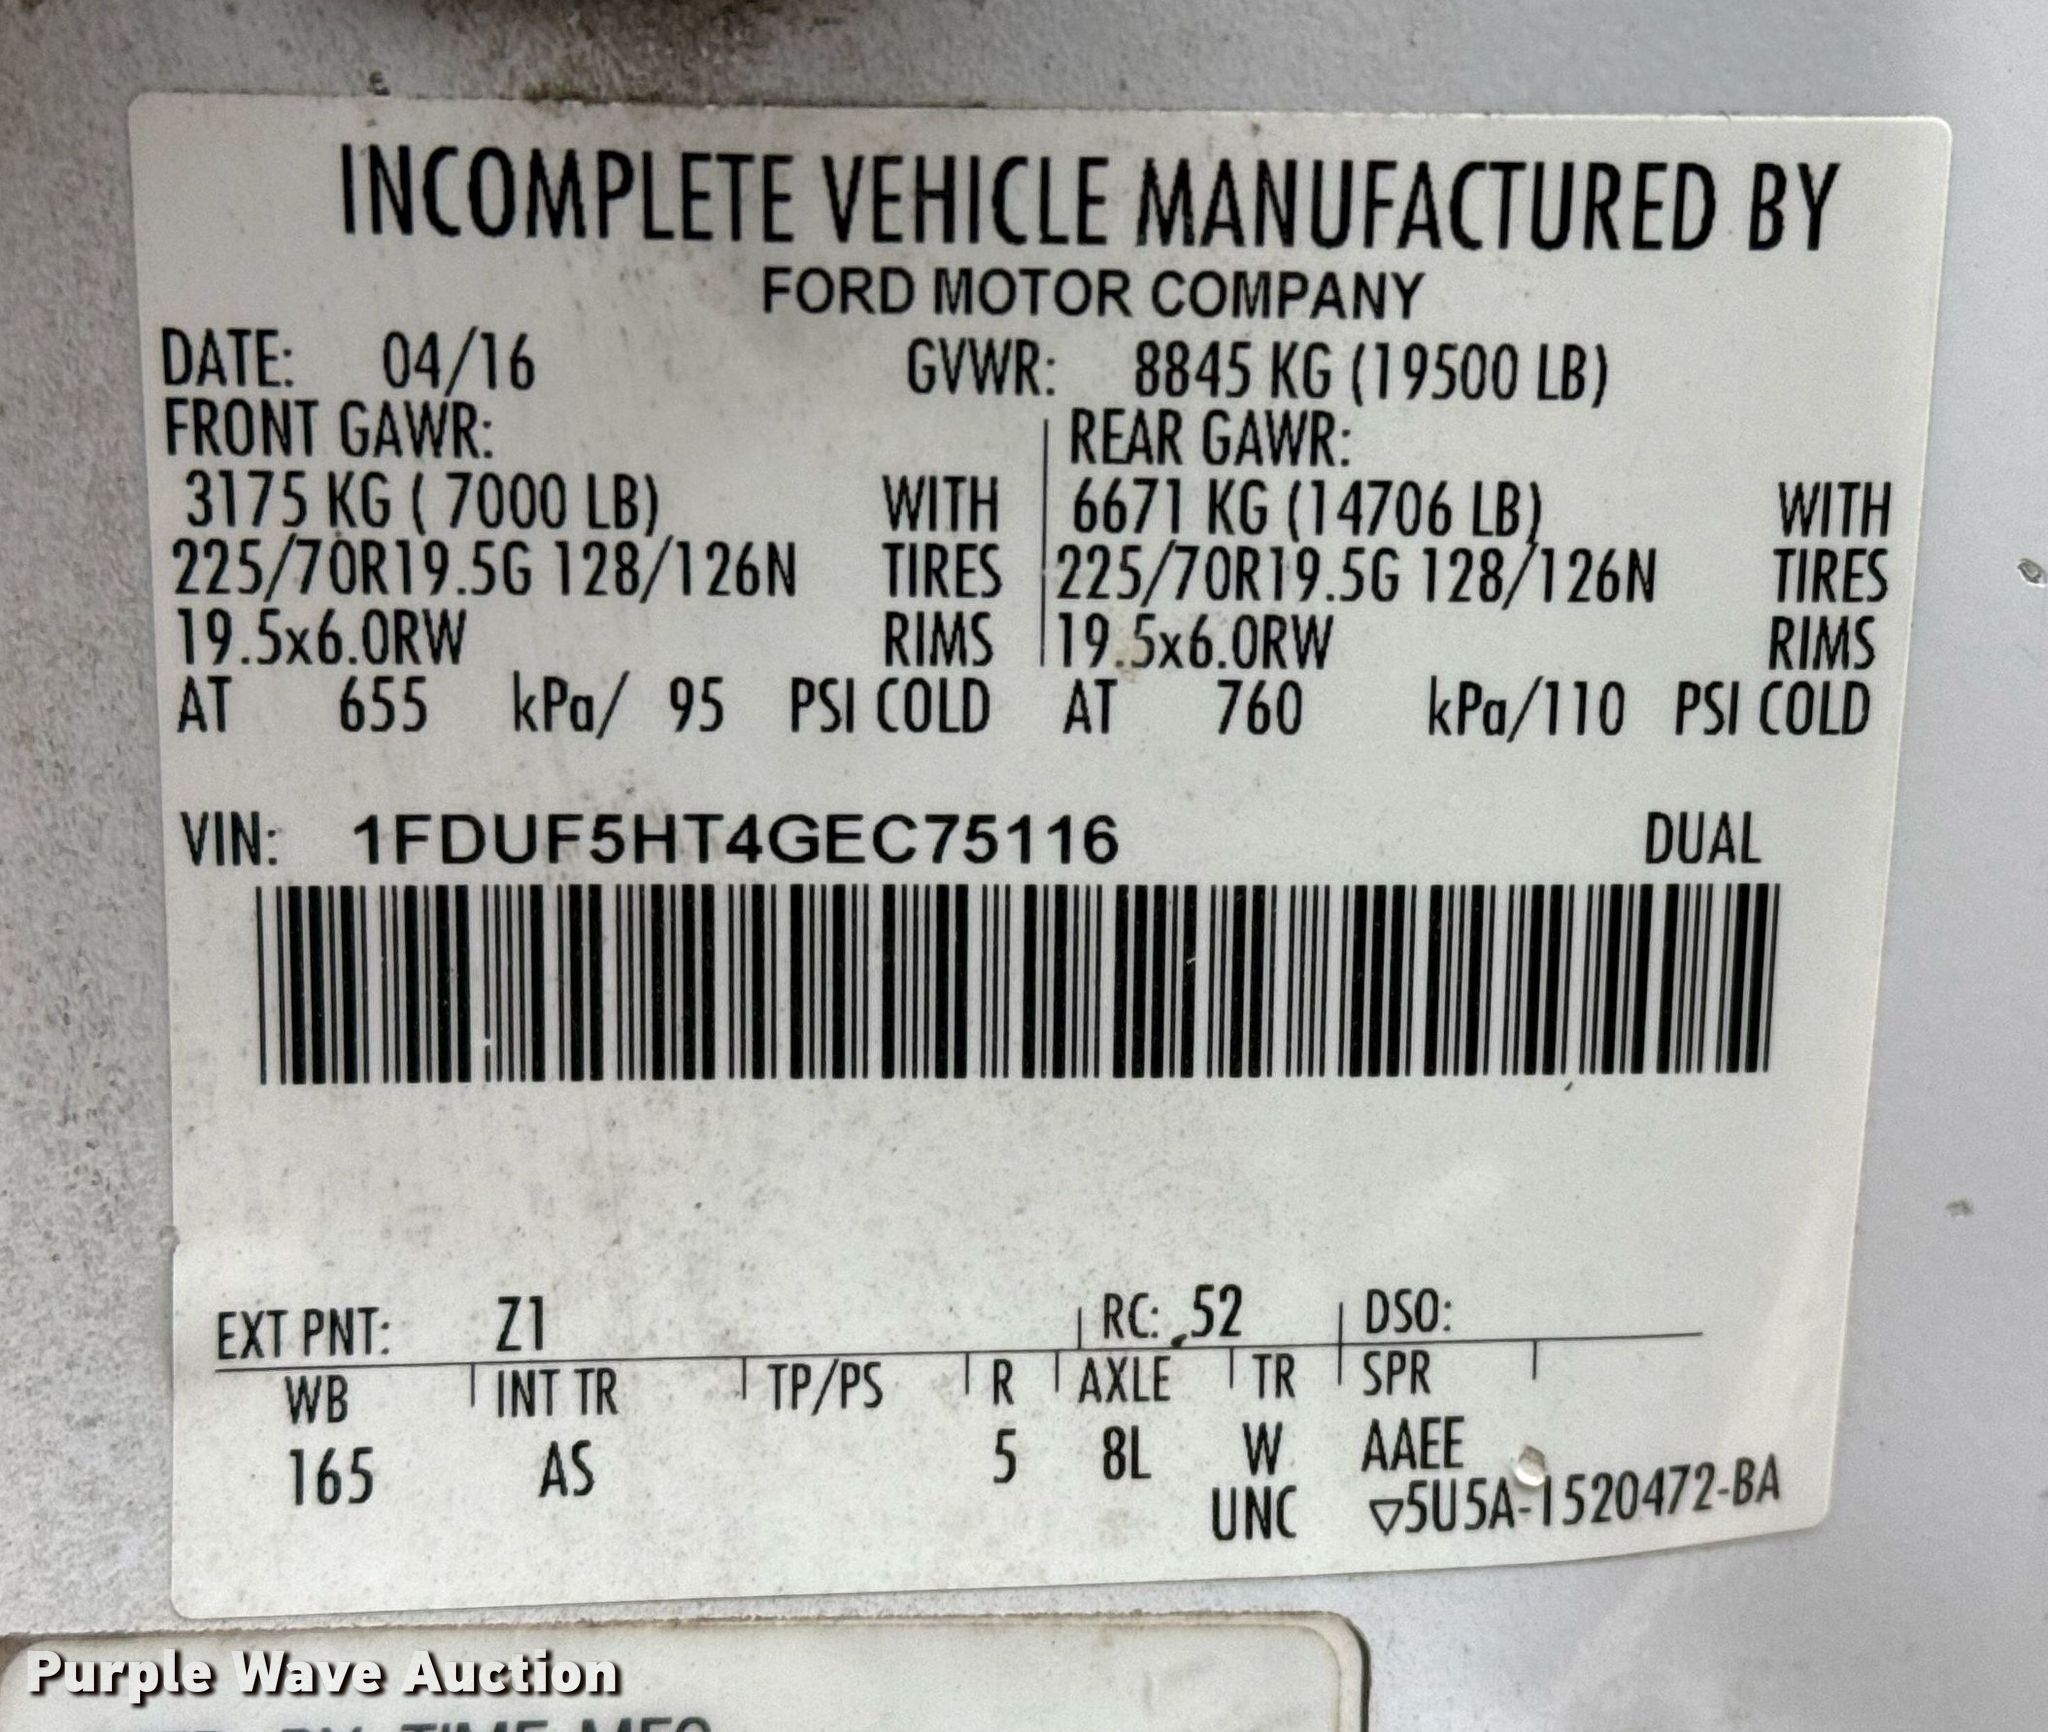 INCOMPLETE VEHICLE MANUFACTURED BY
FORD MOTOR COMPANY
DATE: 04/16 GVWR: 8845 KG (19500 LB)
FRONT GAWR: REAR GAWR:
3175 KG ( 7000 LB) WITH 6671 KG (14706 LB) WITH
225/70R19.5G 128/126N TIRES 225/70R19.5G 128/126N TIRES
19.5x6.0RW RIMS 19.5x6.0RW RIMS
AT 655 kPa/ 95 PSI COLD AT 760 kPa/110 PSI COLD
VIN: 1FDUF5HT4GEC75116 DUAL
EXT PNT: Z1 RC: 52 DSO:
WB INT TR TP/PS R AXLE TR SPR
165 AS 5 8L W AAEE
UNC ▽5U5A-1520472-BA
Purple Wave Auction
BY TIME MFG